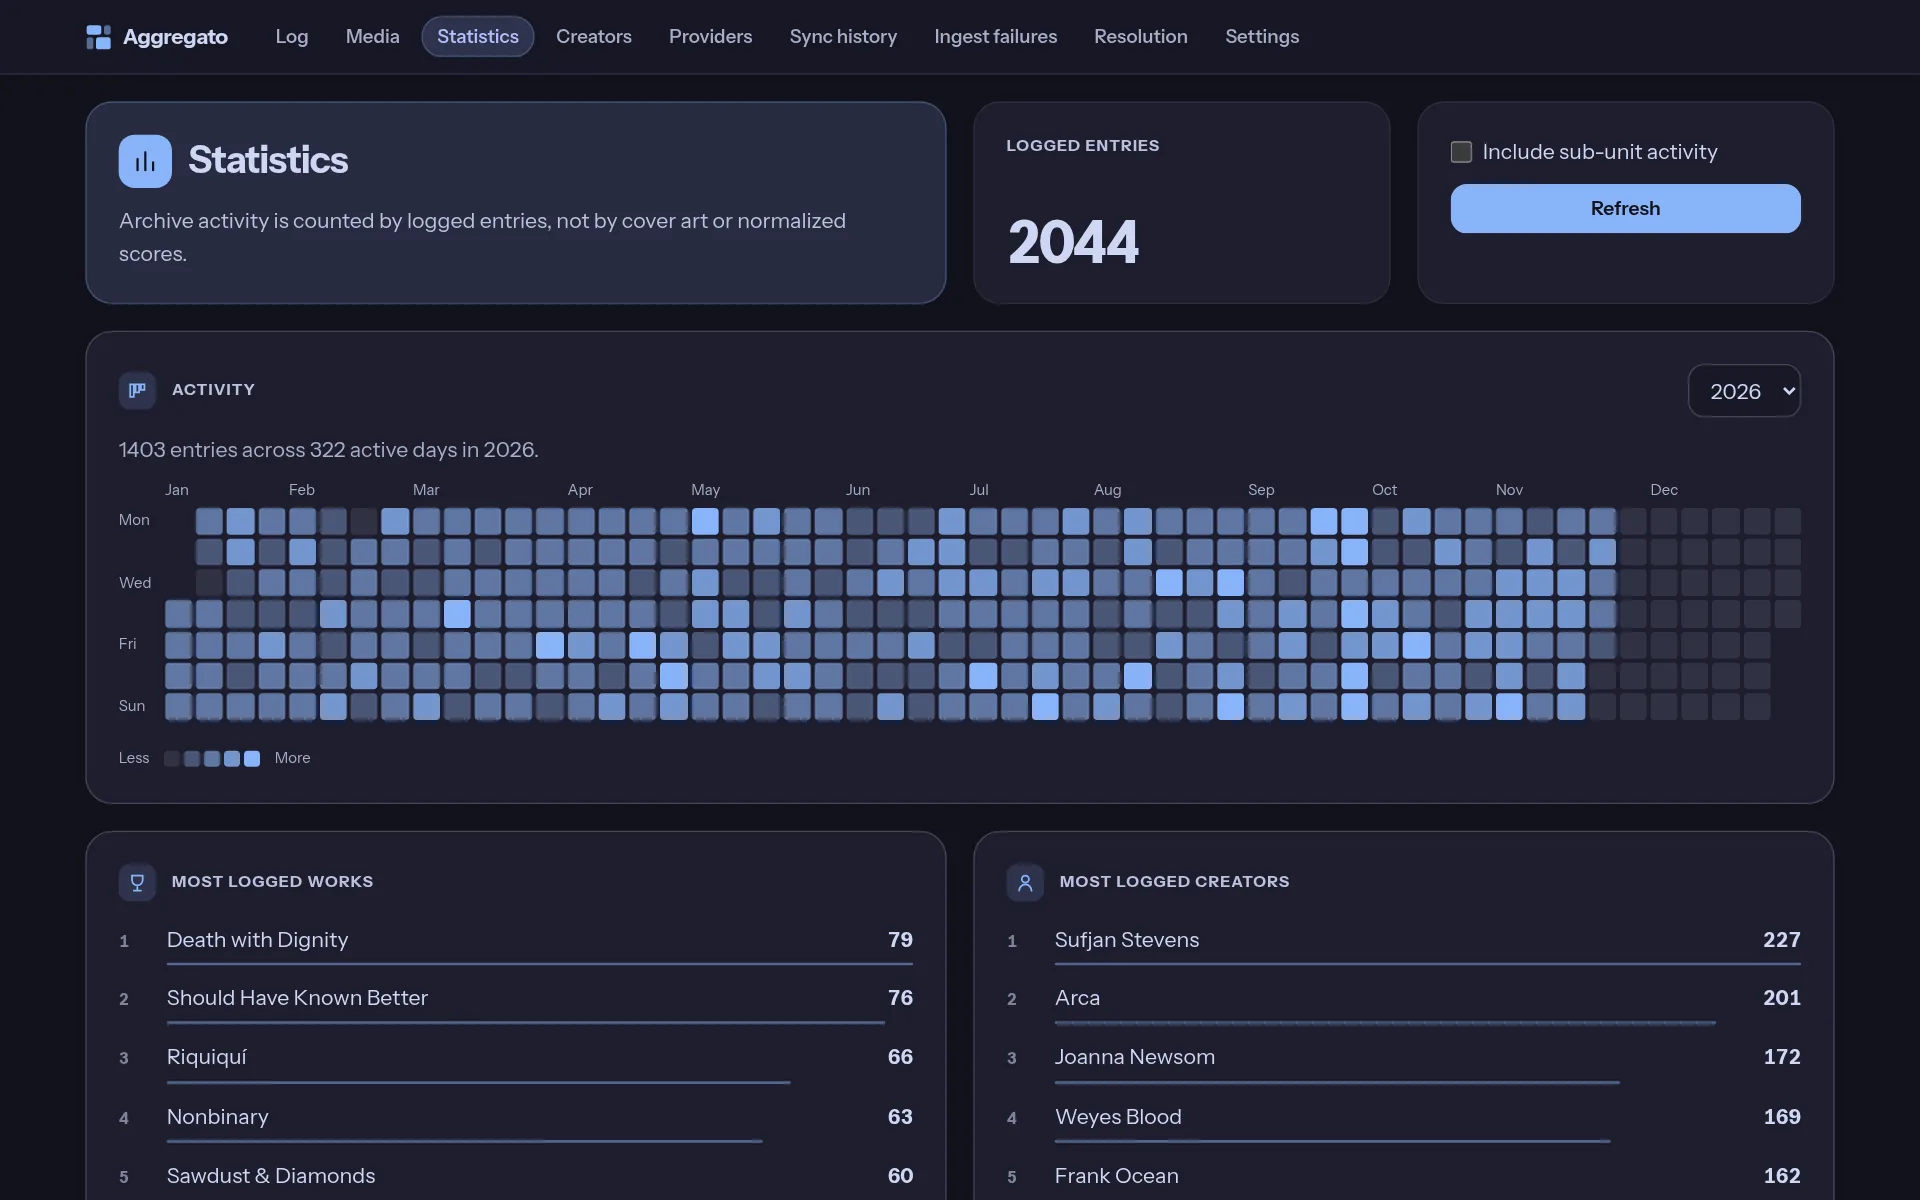 Aggregato
Log
Media
Statistics
Creators
Providers
Sync history
Ingest failures
Resolution
Settings
Statistics
Archive activity is counted by logged entries, not by cover art or normalized
scores.
LOGGED ENTRIES
2044
Include sub-unit activity
Refresh
ACTIVITY
2026
1403 entries across 322 active days in 2026.
Jan Feb Mar Apr May Jun Jul Aug Sep Oct Nov Dec
Mon
Wed
Fri
Sun
Less More
MOST LOGGED WORKS
1 Death with Dignity 79
2 Should Have Known Better 76
3 Riquiquí 66
4 Nonbinary 63
5 Sawdust & Diamonds 60
MOST LOGGED CREATORS
1 Sufjan Stevens 227
2 Arca 201
3 Joanna Newsom 172
4 Weyes Blood 169
5 Frank Ocean 162